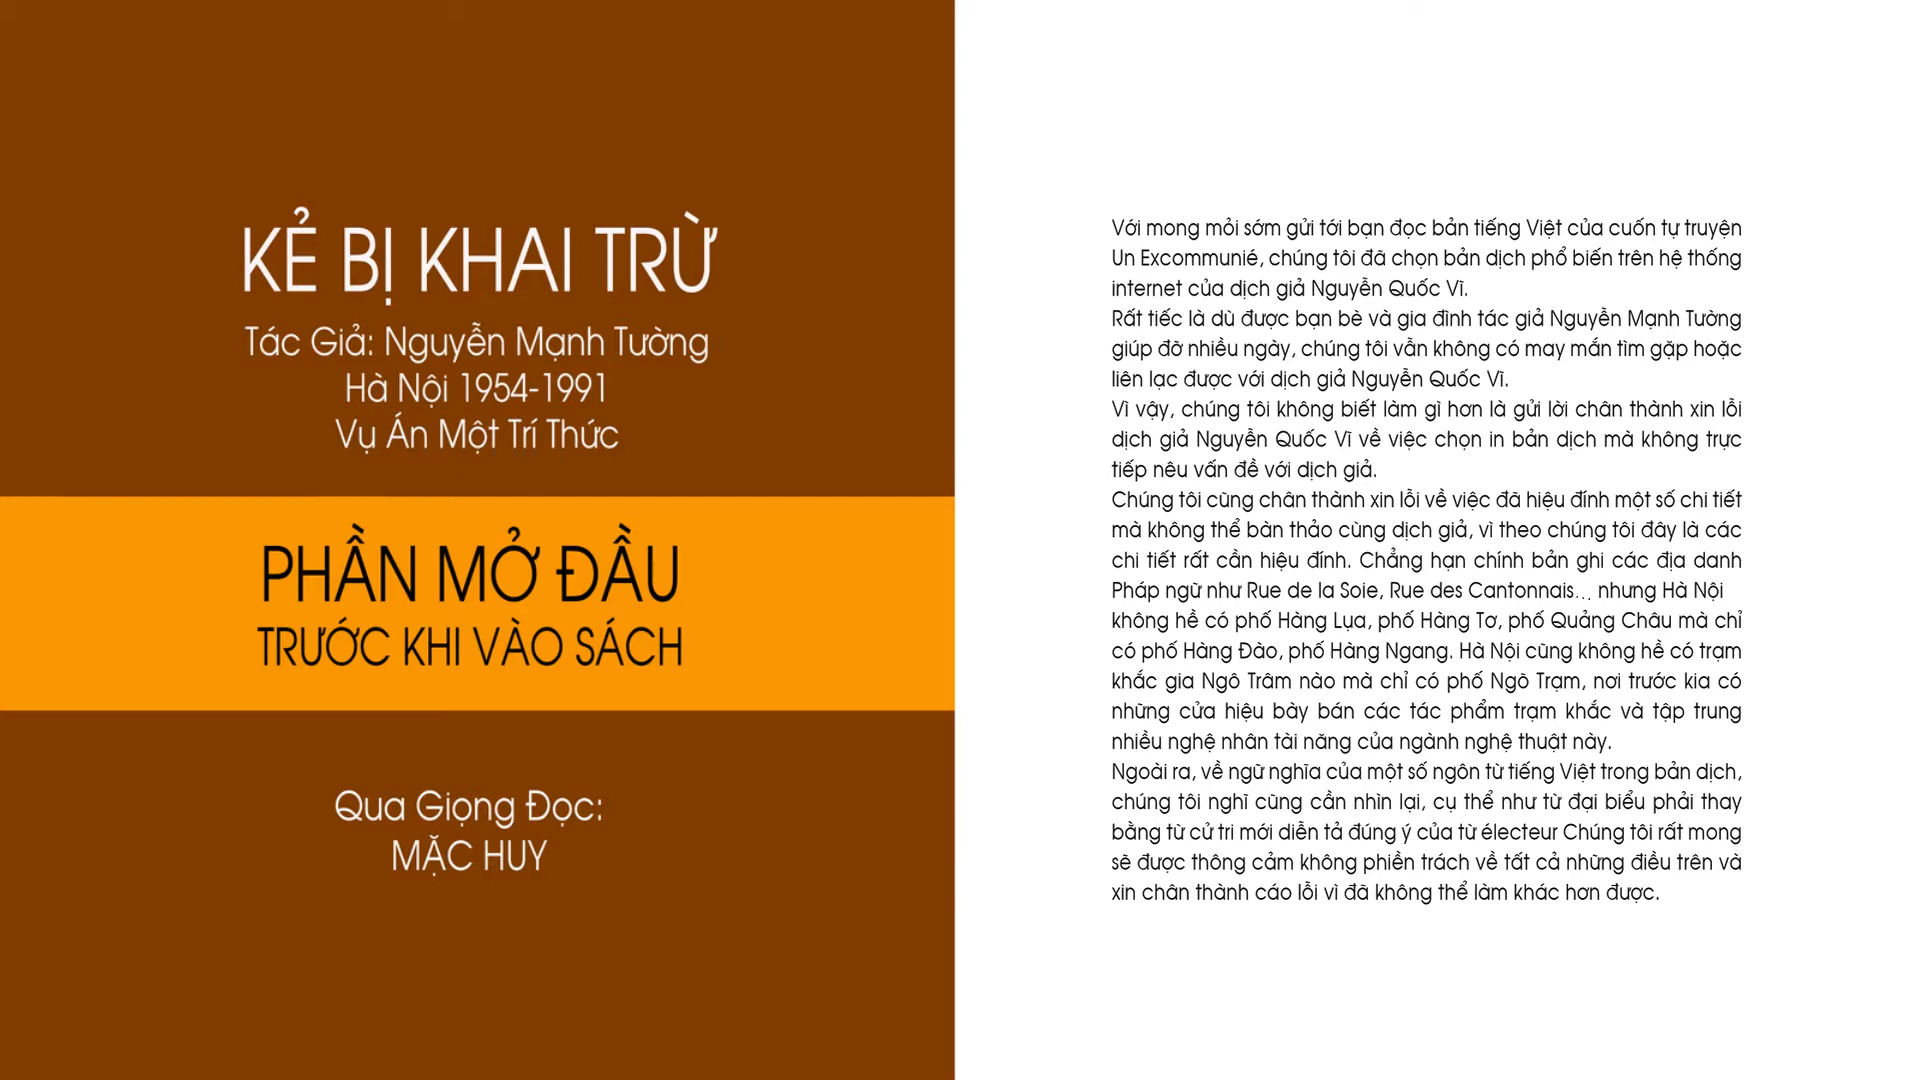 KẺ BỊ KHAI TRỪ
Tác Giả: Nguyễn Mạnh Tường
Hà Nội 1954-1991
Vụ Án Một Trí Thức
PHẦN MỞ ĐẦU
TRƯỚC KHI VÀO SÁCH
Qua Giọng Đọc:
MẶC HUY
Với mong mỏi sớm gửi tới bạn đọc bản tiếng Việt của cuốn tự truyện
Un Excommunié, chúng tôi đã chọn bản dịch phổ biến trên hệ thống
internet của dịch giả Nguyễn Quốc Vĩ.
Rất tiếc là dù được bạn bè và gia đình tác giả Nguyễn Mạnh Tường
giúp đỡ nhiều ngày, chúng tôi vẫn không có may mắn tìm gặp hoặc
liên lạc được với dịch giả Nguyễn Quốc Vĩ.
Vì vậy, chúng tôi không biết làm gì hơn là gửi lời chân thành xin lỗi
dịch giả Nguyễn Quốc Vĩ về việc chọn in bản dịch mà không trực
tiếp nêu vấn đề với dịch giả.
Chúng tôi cũng chân thành xin lỗi về việc đã hiệu đính một số chi tiết
mà không thể bàn thảo cùng dịch giả, vì theo chúng tôi đây là các
chi tiết rất cần hiệu đính. Chẳng hạn chính bản ghi các địa danh
Pháp ngữ như Rue de la Soie, Rue des Cantonnais… nhưng Hà Nội
không hề có phố Hàng Lụa, phố Hàng Tơ, phố Quảng Châu mà chỉ
có phố Hàng Đào, phố Hàng Ngang. Hà Nội cũng không hề có trạm
khắc gia Ngô Trâm nào mà chỉ có phố Ngõ Trạm, nơi trước kia có
những cửa hiệu bày bán các tác phẩm trạm khắc và tập trung
nhiều nghệ nhân tài năng của ngành nghệ thuật này.
Ngoài ra, về ngữ nghĩa của một số ngôn từ tiếng Việt trong bản dịch,
chúng tôi nghĩ cũng cần nhìn lại, cụ thể như từ đại biểu phải thay
bằng từ cử tri mới diễn tả đúng ý của từ électeur Chúng tôi rất mong
sẽ được thông cảm không phiền trách về tất cả những điều trên và
xin chân thành cáo lỗi vì đã không thể làm khác hơn được.